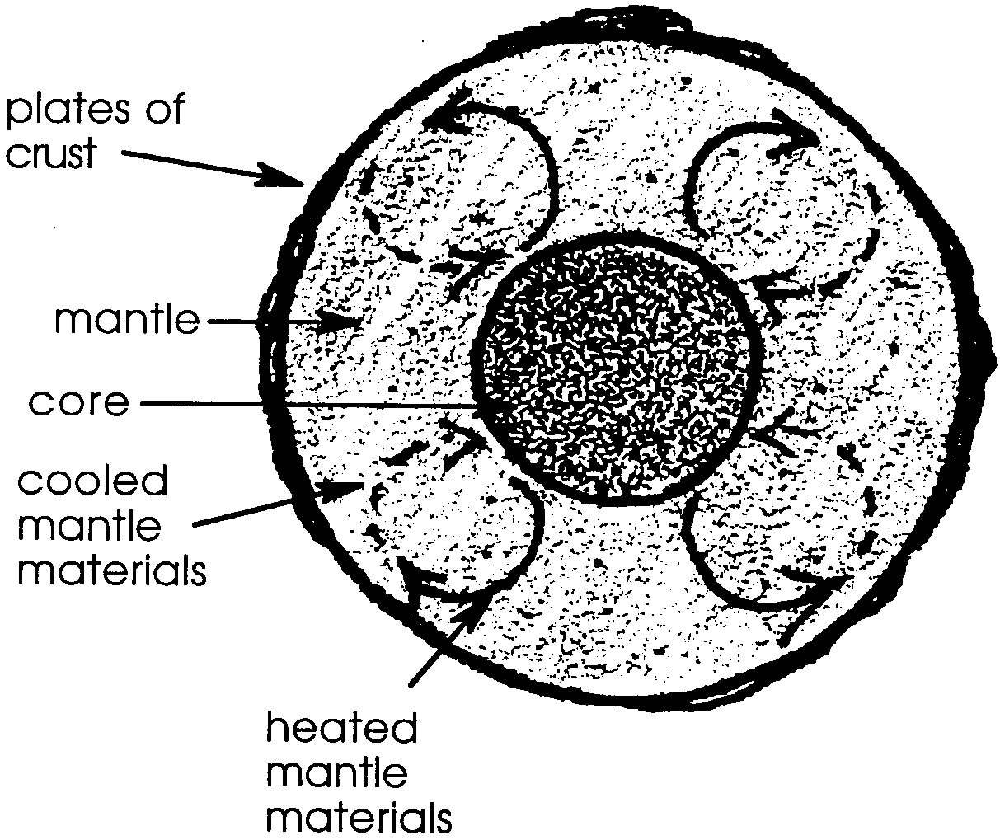 plates of
crust
mantle
core
cooled
mantle
materials
heated
mantle
materials